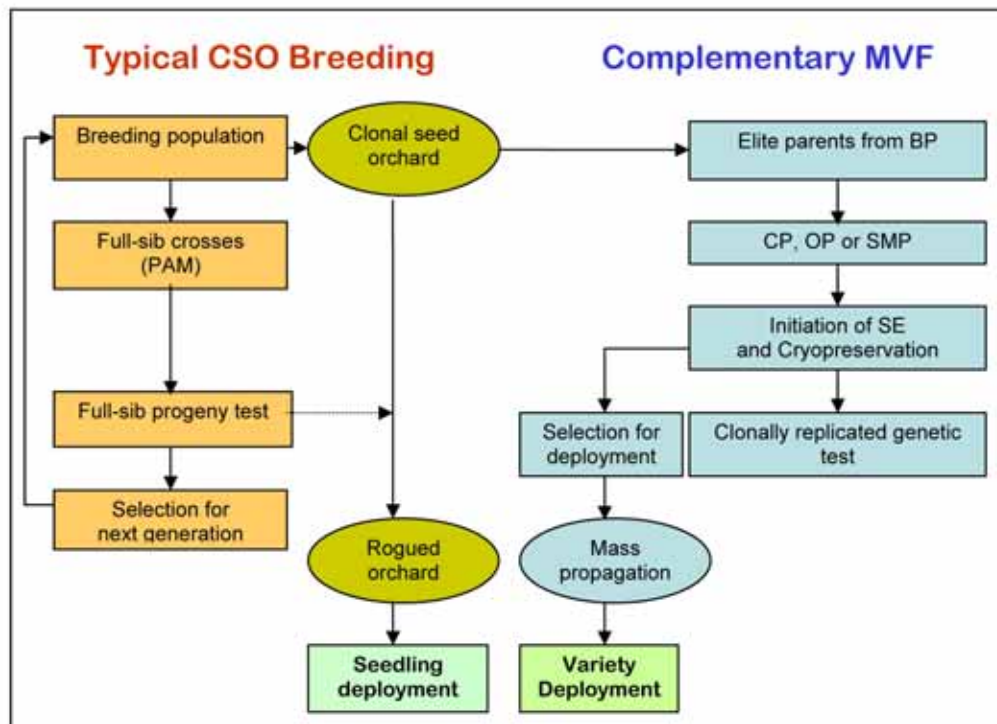 Typical CSO Breeding
Complementary MVF
Breeding population
Clonal seed
orchard
Elite parents from BP
Full-sib crosses
(PAM)
CP, OP or SMP
Initiation of SE
and Cryopreservation
Full-sib progeny test
Selection for
deployment
Clonally replicated genetic
test
Selection for
next generation
Rogued
orchard
Mass
propagation
Seedling
deployment
Variety
Deployment